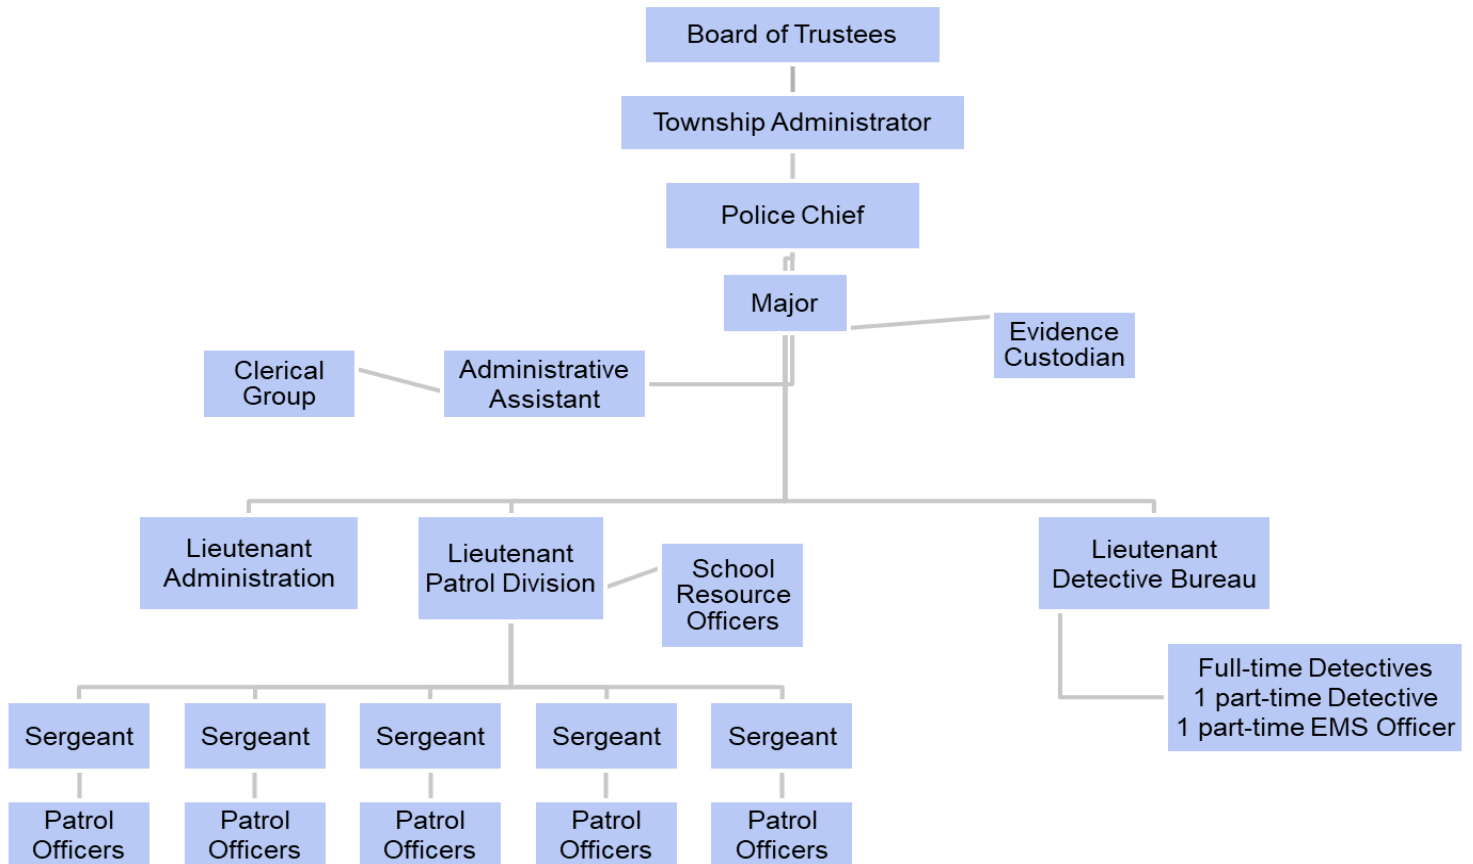 Board of Trustees
Township Administrator
Police Chief
Major
Evidence
Custodian
Clerical
Group
Administrative
Assistant
Lieutenant
Administration
Lieutenant
Patrol Division
School
Resource
Officers
Lieutenant
Detective Bureau
Full-time Detectives
1 part-time Detective
1 part-time EMS Officer
Sergeant
Sergeant
Sergeant
Sergeant
Sergeant
Patrol
Officers
Patrol
Officers
Patrol
Officers
Patrol
Officers
Patrol
Officers